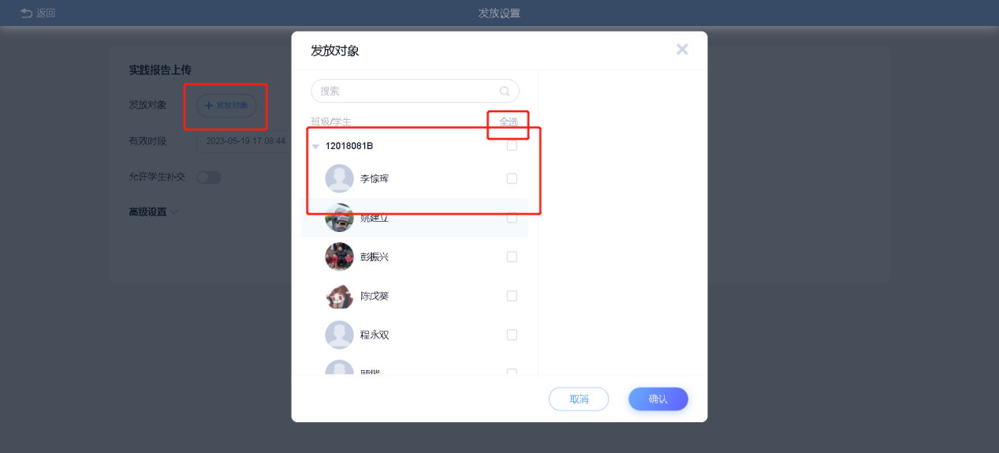 返回
发放设置
发放对象
实践报告上传
搜索
发放对象
+ 发放对象
班级/学生
全选
有效时段
2023-05-19 17:08:44
12018081B
允许学生补交
李惊珲
高级设置
姚建立
彭振兴
陈戊蒌
程永双
取消
确认